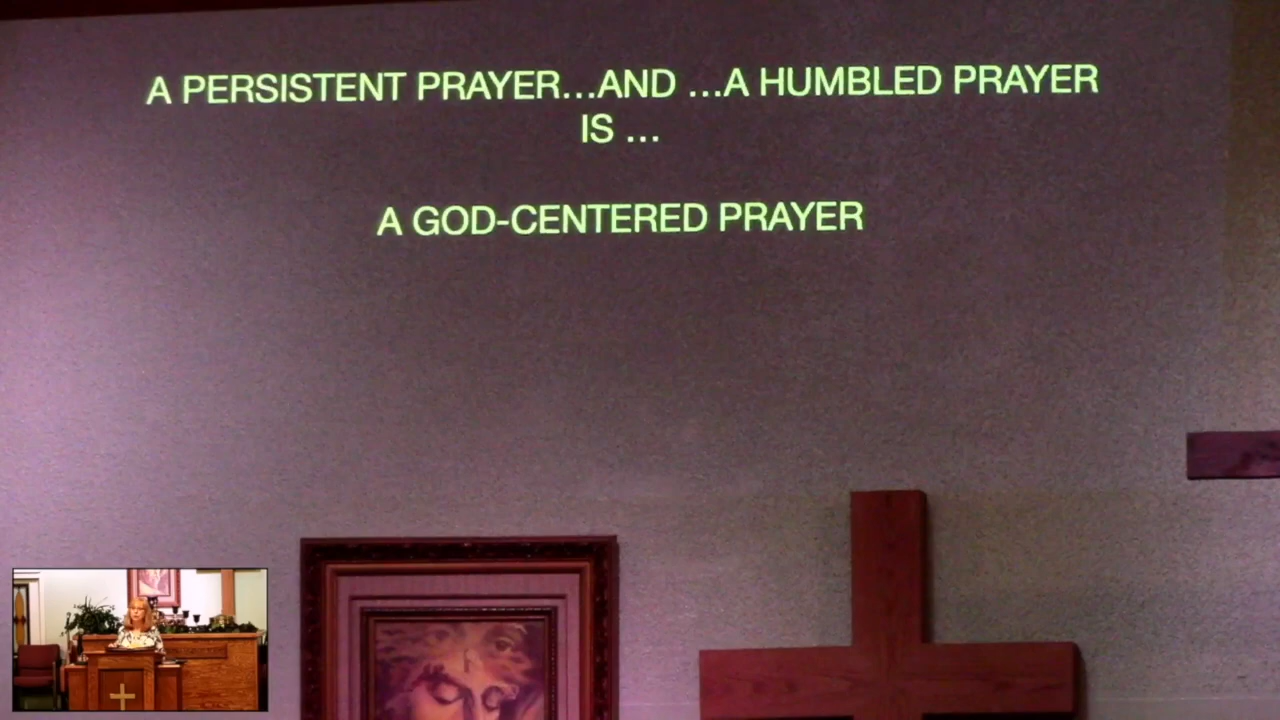 A PERSISTENT PRAYER...AND ...A HUMBLED PRAYER
IS ...
A GOD-CENTERED PRAYER